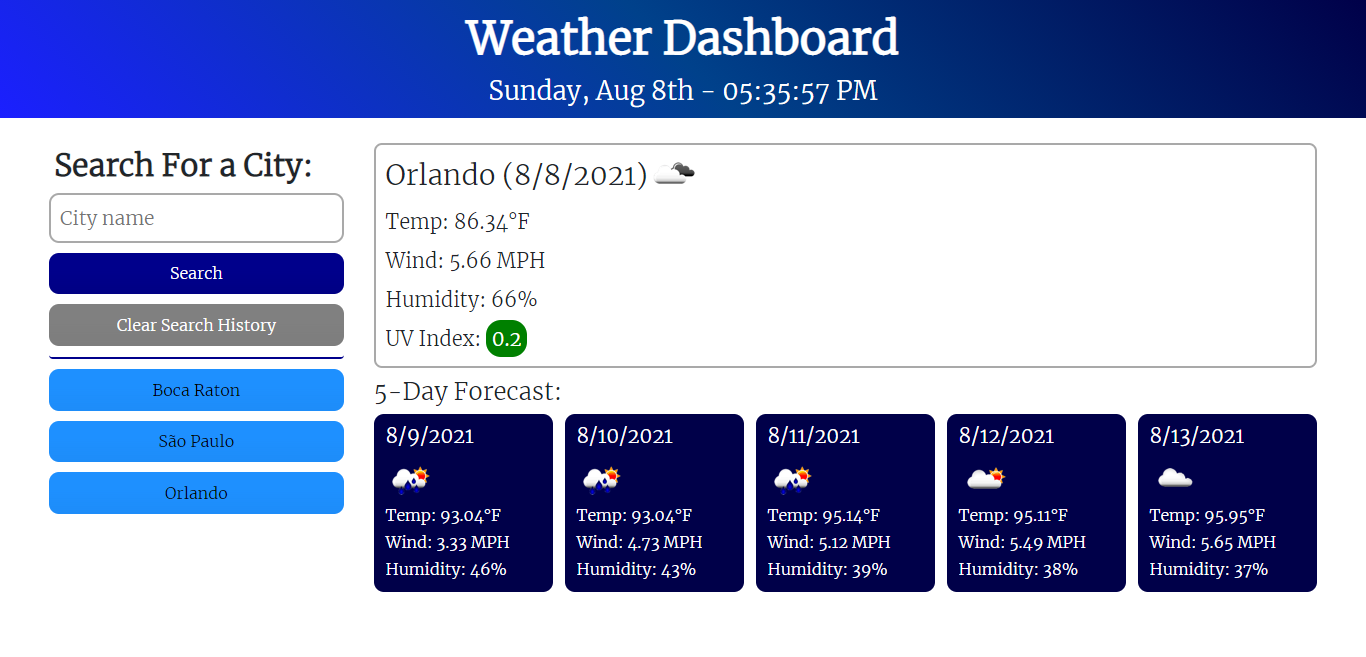 Weather Dashboard
Sunday, Aug 8th - 05:35:57 PM
Search For a City:
City name
Search
Clear Search History
Boca Raton
São Paulo
Orlando
Orlando (8/8/2021)
Temp: 86.34°F
Wind: 5.66 MPH
Humidity: 66%
UV Index: 0.2
5-Day Forecast:
8/9/2021
Temp: 93.04°F
Wind: 3.33 MPH
Humidity: 46%
8/10/2021
Temp: 93.04°F
Wind: 4.73 MPH
Humidity: 43%
8/11/2021
Temp: 95.14°F
Wind: 5.12 MPH
Humidity: 39%
8/12/2021
Temp: 95.11°F
Wind: 5.49 MPH
Humidity: 38%
8/13/2021
Temp: 95.95°F
Wind: 5.65 MPH
Humidity: 37%